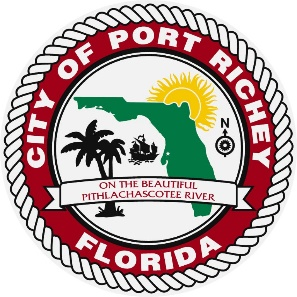 CITY OF PORT RICHEY
N
ON THE BEAUTIFUL
PITHLACHASCOTEE RIVER
FLORIDA